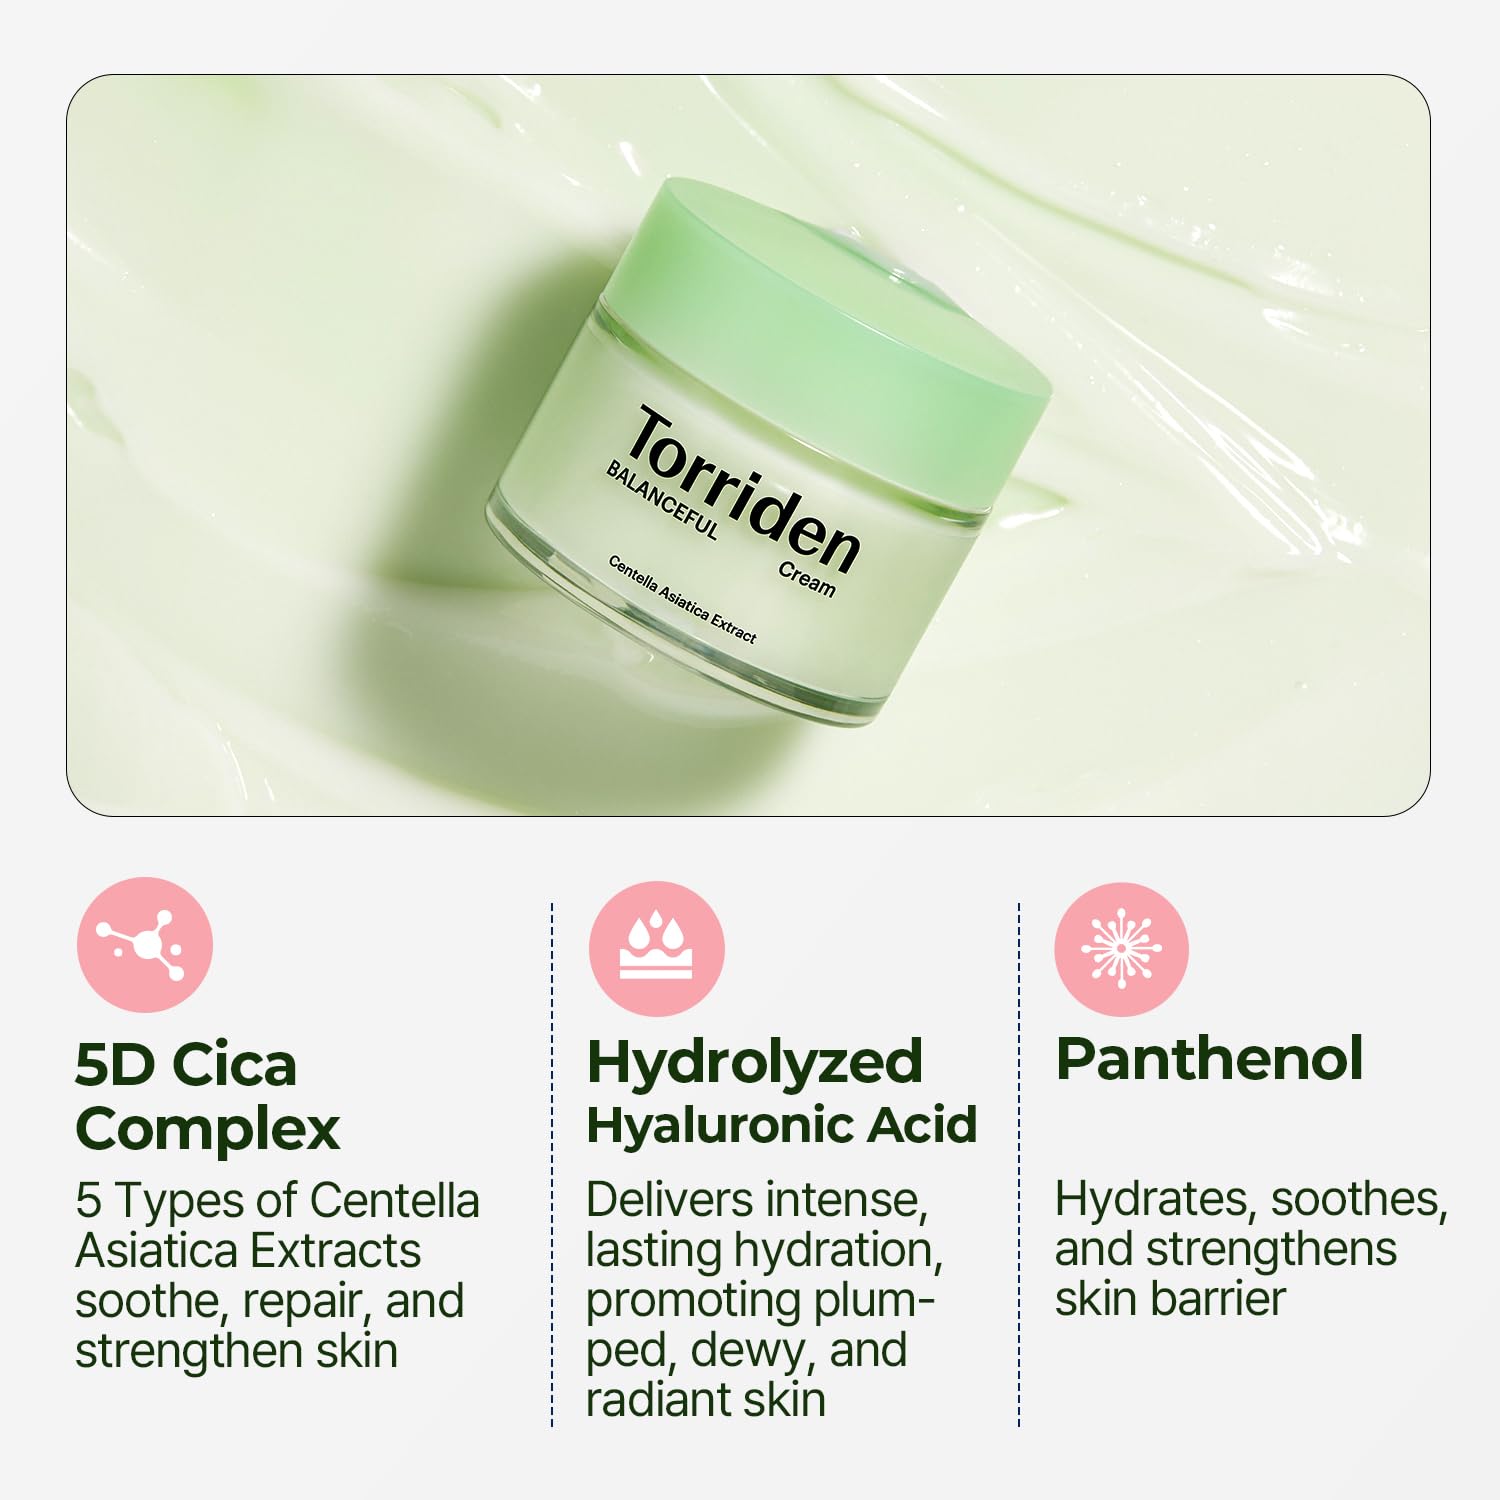 Torriden
BALANCEFUL
Cream
Centella Asiatica Extract
5D Cica
Complex
5 Types of Centella
Asiatica Extracts
soothe, repair, and
strengthen skin
Hydrolyzed
Hyaluronic Acid
Delivers intense,
lasting hydration,
promoting plum-
ped, dewy, and
radiant skin
Panthenol
Hydrates, soothes,
and strengthens
skin barrier